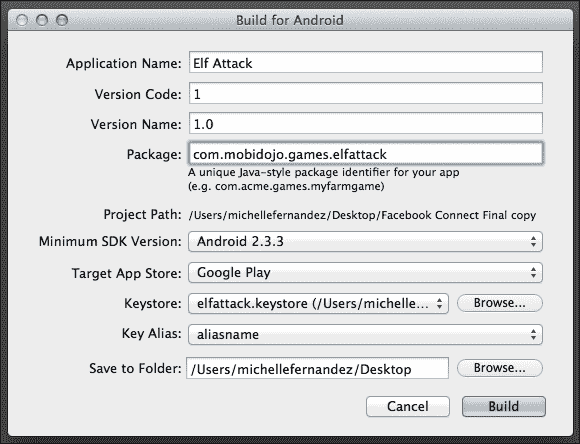 Build for Android
Application Name: Elf Attack
Version Code: 1
Version Name: 1.0
Package: com.mobidojo.games.elfattack
A unique Java-style package identifier for your app
(e.g. com.acme.games.myfarmgame)
Project Path: /Users/michellefernandez/Desktop/Facebook Connect Final copy
Minimum SDK Version: Android 2.3.3
Target App Store: Google Play
Keystore: elfattack.keystore (/Users/michelle... Browse...
Key Alias: aliasname
Save to Folder: /Users/michellefernandez/Desktop Browse...
Cancel Build